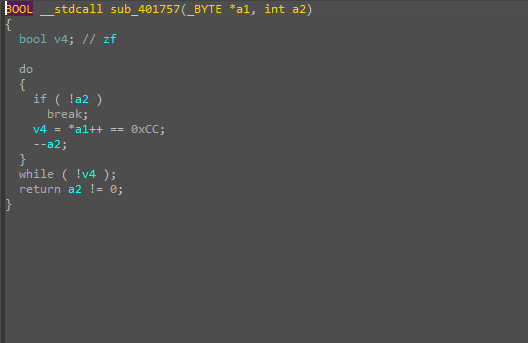 BOOL __stdcall sub_401757(_BYTE *a1, int a2)
{
  bool v4; // zf
  do
  {
    if ( !a2 )
      break;
    v4 = *a1++ == 0xCC;
    --a2;
  }
  while ( !v4 );
  return a2 != 0;
}